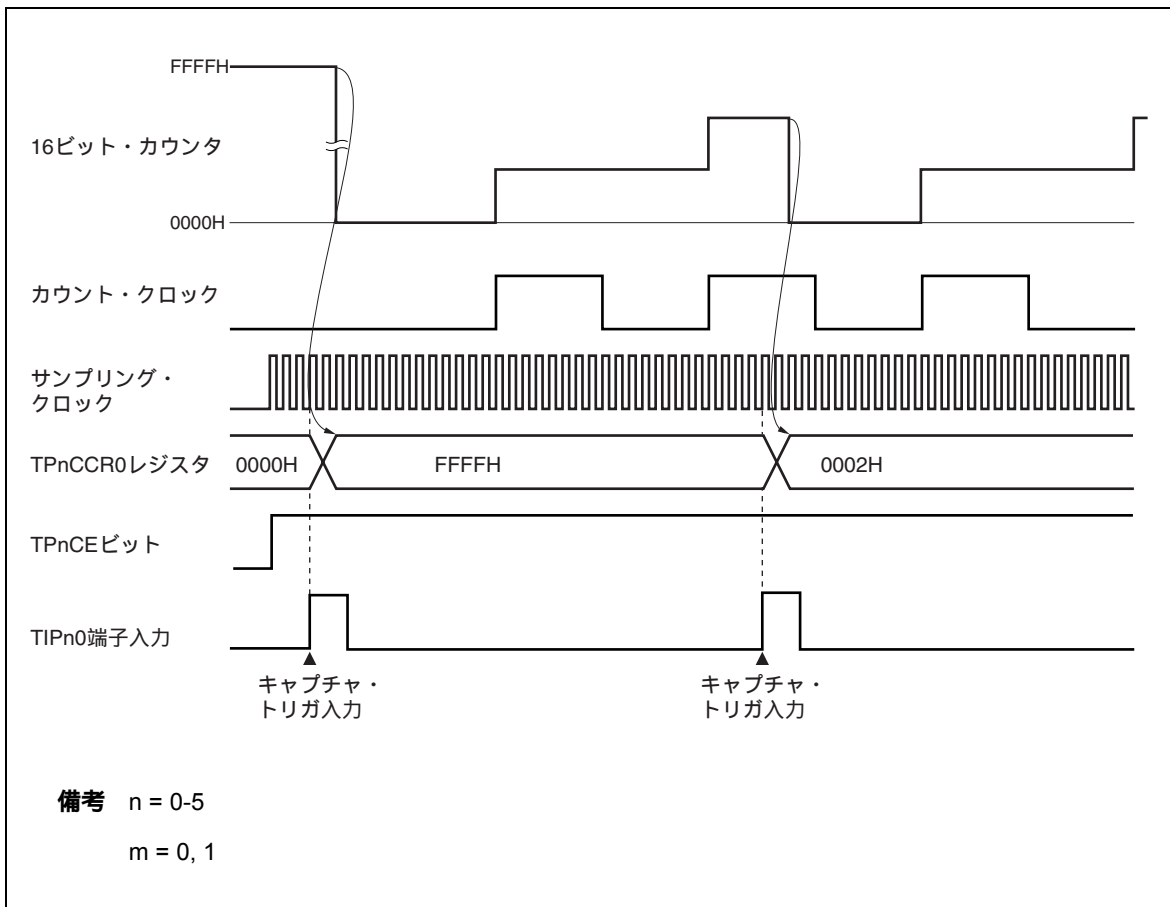 FFFFH
16ビット・カウンタ
0000H
カウント・クロック
サンプリング・
クロック
TPnCCR0レジスタ 0000H FFFFH 0002H
TPnCEビット
TIPn0端子入力
キャプチャ・
トリガ入力
キャプチャ・
トリガ入力
備考 n = 0-5
m = 0, 1